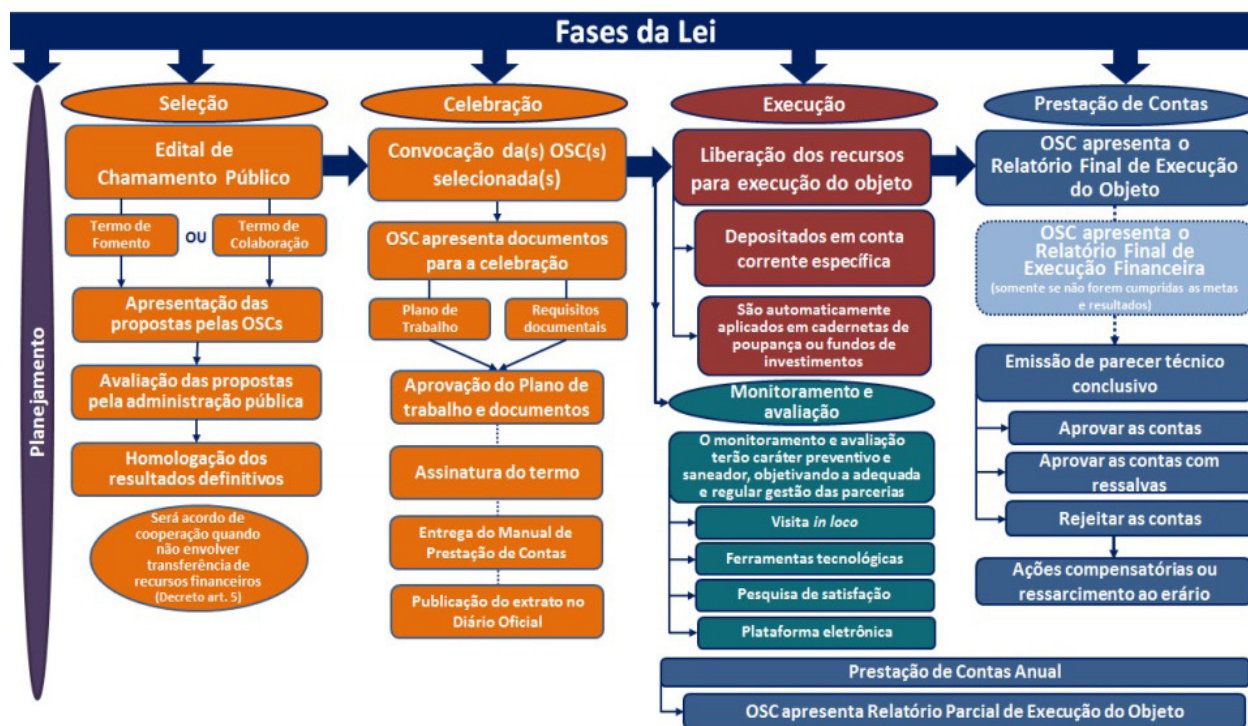 Fases da Lei
Planejamento
Seleção
Edital de
Chamamento Público
Termo de
Fomento
OU
Termo de
Colaboração
Apresentação das
propostas pelas OSCs
Avaliação das propostas
pela administração pública
Homologação dos
resultados definitivos
Será acordo de
cooperação quando
não envolver
transferência de
recursos financeiros
(Decreto art. 5)
Celebração
Convocação da(s) OSC(s)
selecionada(s)
OSC apresenta documentos
para a celebração
Plano de
Trabalho
Requisitos
documentais
Aprovação do Plano de
trabalho e documentos
Assinatura do termo
Entrega do Manual de
Prestação de Contas
Publicação do extrato no
Diário Oficial
Execução
Liberação dos recursos
para execução do objeto
Depositados em conta
corrente específica
São automaticamente
aplicados em cadernetas de
poupança ou fundos de
investimentos
Monitoramento e
avaliação
O monitoramento e avaliação
terão caráter preventivo e
saneador, objetivando a adequada
e regular gestão das parcerias
Visita in loco
Ferramentas tecnológicas
Pesquisa de satisfação
Plataforma eletrônica
Prestação de Contas
OSC apresenta o
Relatório Final de Execução
do Objeto
OSC apresenta o
Relatório Final de
Execução Financeira
(somente se não forem cumpridas as metas
e resultados)
Emissão de parecer técnico
conclusivo
Aprovar as contas
Aprovar as contas com
ressalvas
Rejeitar as contas
Ações compensatórias ou
ressarcimento ao erário
Prestação de Contas Anual
OSC apresenta Relatório Parcial de Execução do Objeto